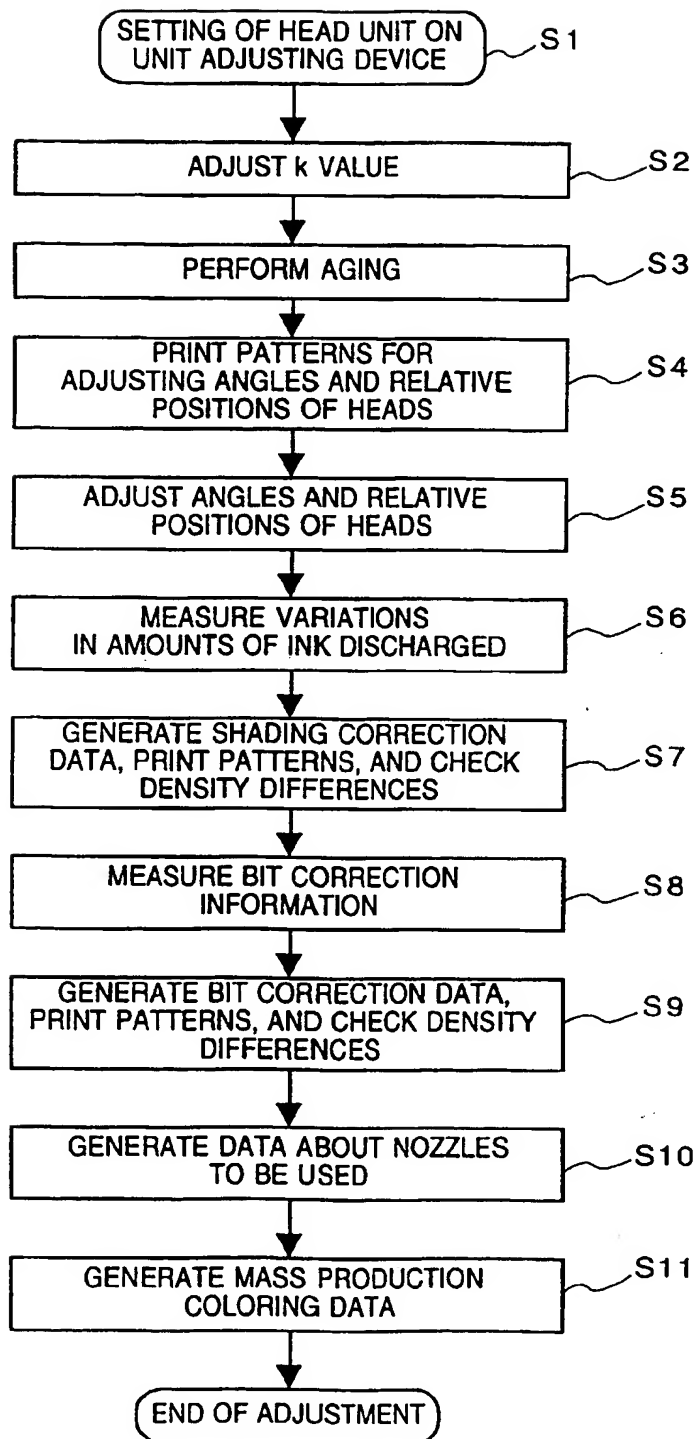 SETTING OF HEAD UNIT ON
UNIT ADJUSTING DEVICE
S1
ADJUST k VALUE
S2
PERFORM AGING
S3
PRINT PATTERNS FOR
ADJUSTING ANGLES AND RELATIVE
POSITIONS OF HEADS
S4
ADJUST ANGLES AND RELATIVE
POSITIONS OF HEADS
S5
MEASURE VARIATIONS
IN AMOUNTS OF INK DISCHARGED
S6
GENERATE SHADING CORRECTION
DATA, PRINT PATTERNS, AND CHECK
DENSITY DIFFERENCES
S7
MEASURE BIT CORRECTION
INFORMATION
S8
GENERATE BIT CORRECTION DATA,
PRINT PATTERNS, AND CHECK DENSITY
DIFFERENCES
S9
GENERATE DATA ABOUT NOZZLES
TO BE USED
S10
GENERATE MASS PRODUCTION
COLORING DATA
S11
END OF ADJUSTMENT